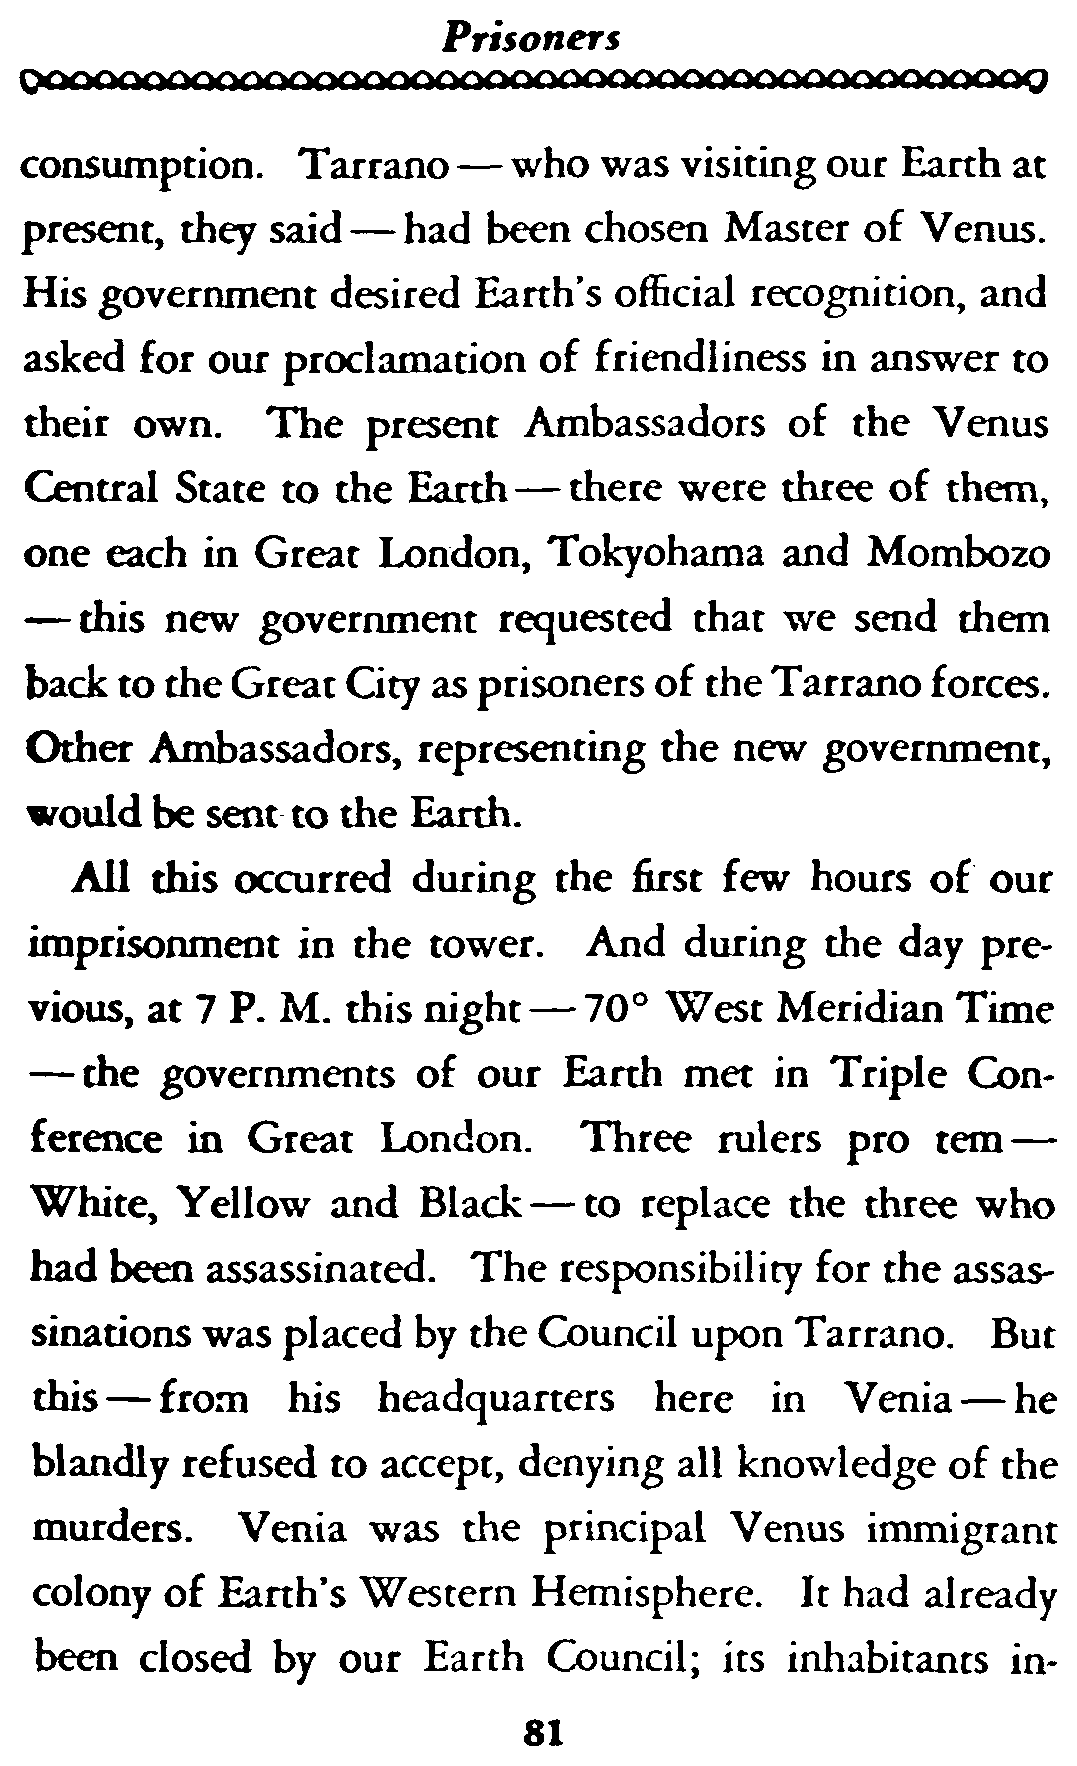 Prisoners
consumption. Tarrano — who was visiting our Earth at
present, they said — had been chosen Master of Venus.
His government desired Earth's official recognition, and
asked for our proclamation of friendliness in answer to
their own. The present Ambassadors of the Venus
Central State to the Earth — there were three of them,
one each in Great London, Tokyohama and Mombozo
— this new government requested that we send them
back to the Great City as prisoners of the Tarrano forces.
Other Ambassadors, representing the new government,
would be sent to the Earth.
All this occurred during the first few hours of our
imprisonment in the tower. And during the day pre-
vious, at 7 P. M. this night — 70° West Meridian Time
— the governments of our Earth met in Triple Con-
ference in Great London. Three rulers pro tem —
White, Yellow and Black — to replace the three who
had been assassinated. The responsibility for the assas-
sinations was placed by the Council upon Tarrano. But
this — from his headquarters here in Venia — he
blandly refused to accept, denying all knowledge of the
murders. Venia was the principal Venus immigrant
colony of Earth's Western Hemisphere. It had already
been closed by our Earth Council; its inhabitants in-
81